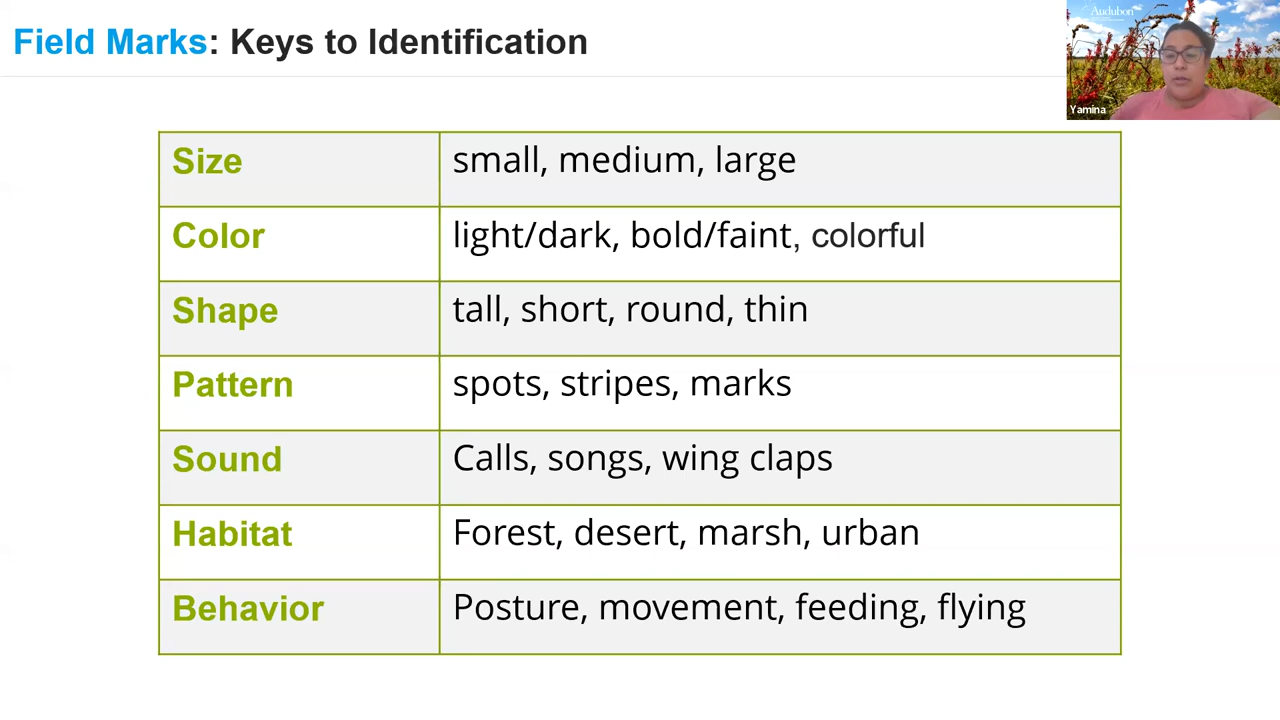 Field Marks: Keys to Identification
Audubon
Yamina
Size small, medium, large
Color light/dark, bold/faint, colorful
Shape tall, short, round, thin
Pattern spots, stripes, marks
Sound Calls, songs, wing claps
Habitat Forest, desert, marsh, urban
Behavior Posture, movement, feeding, flying